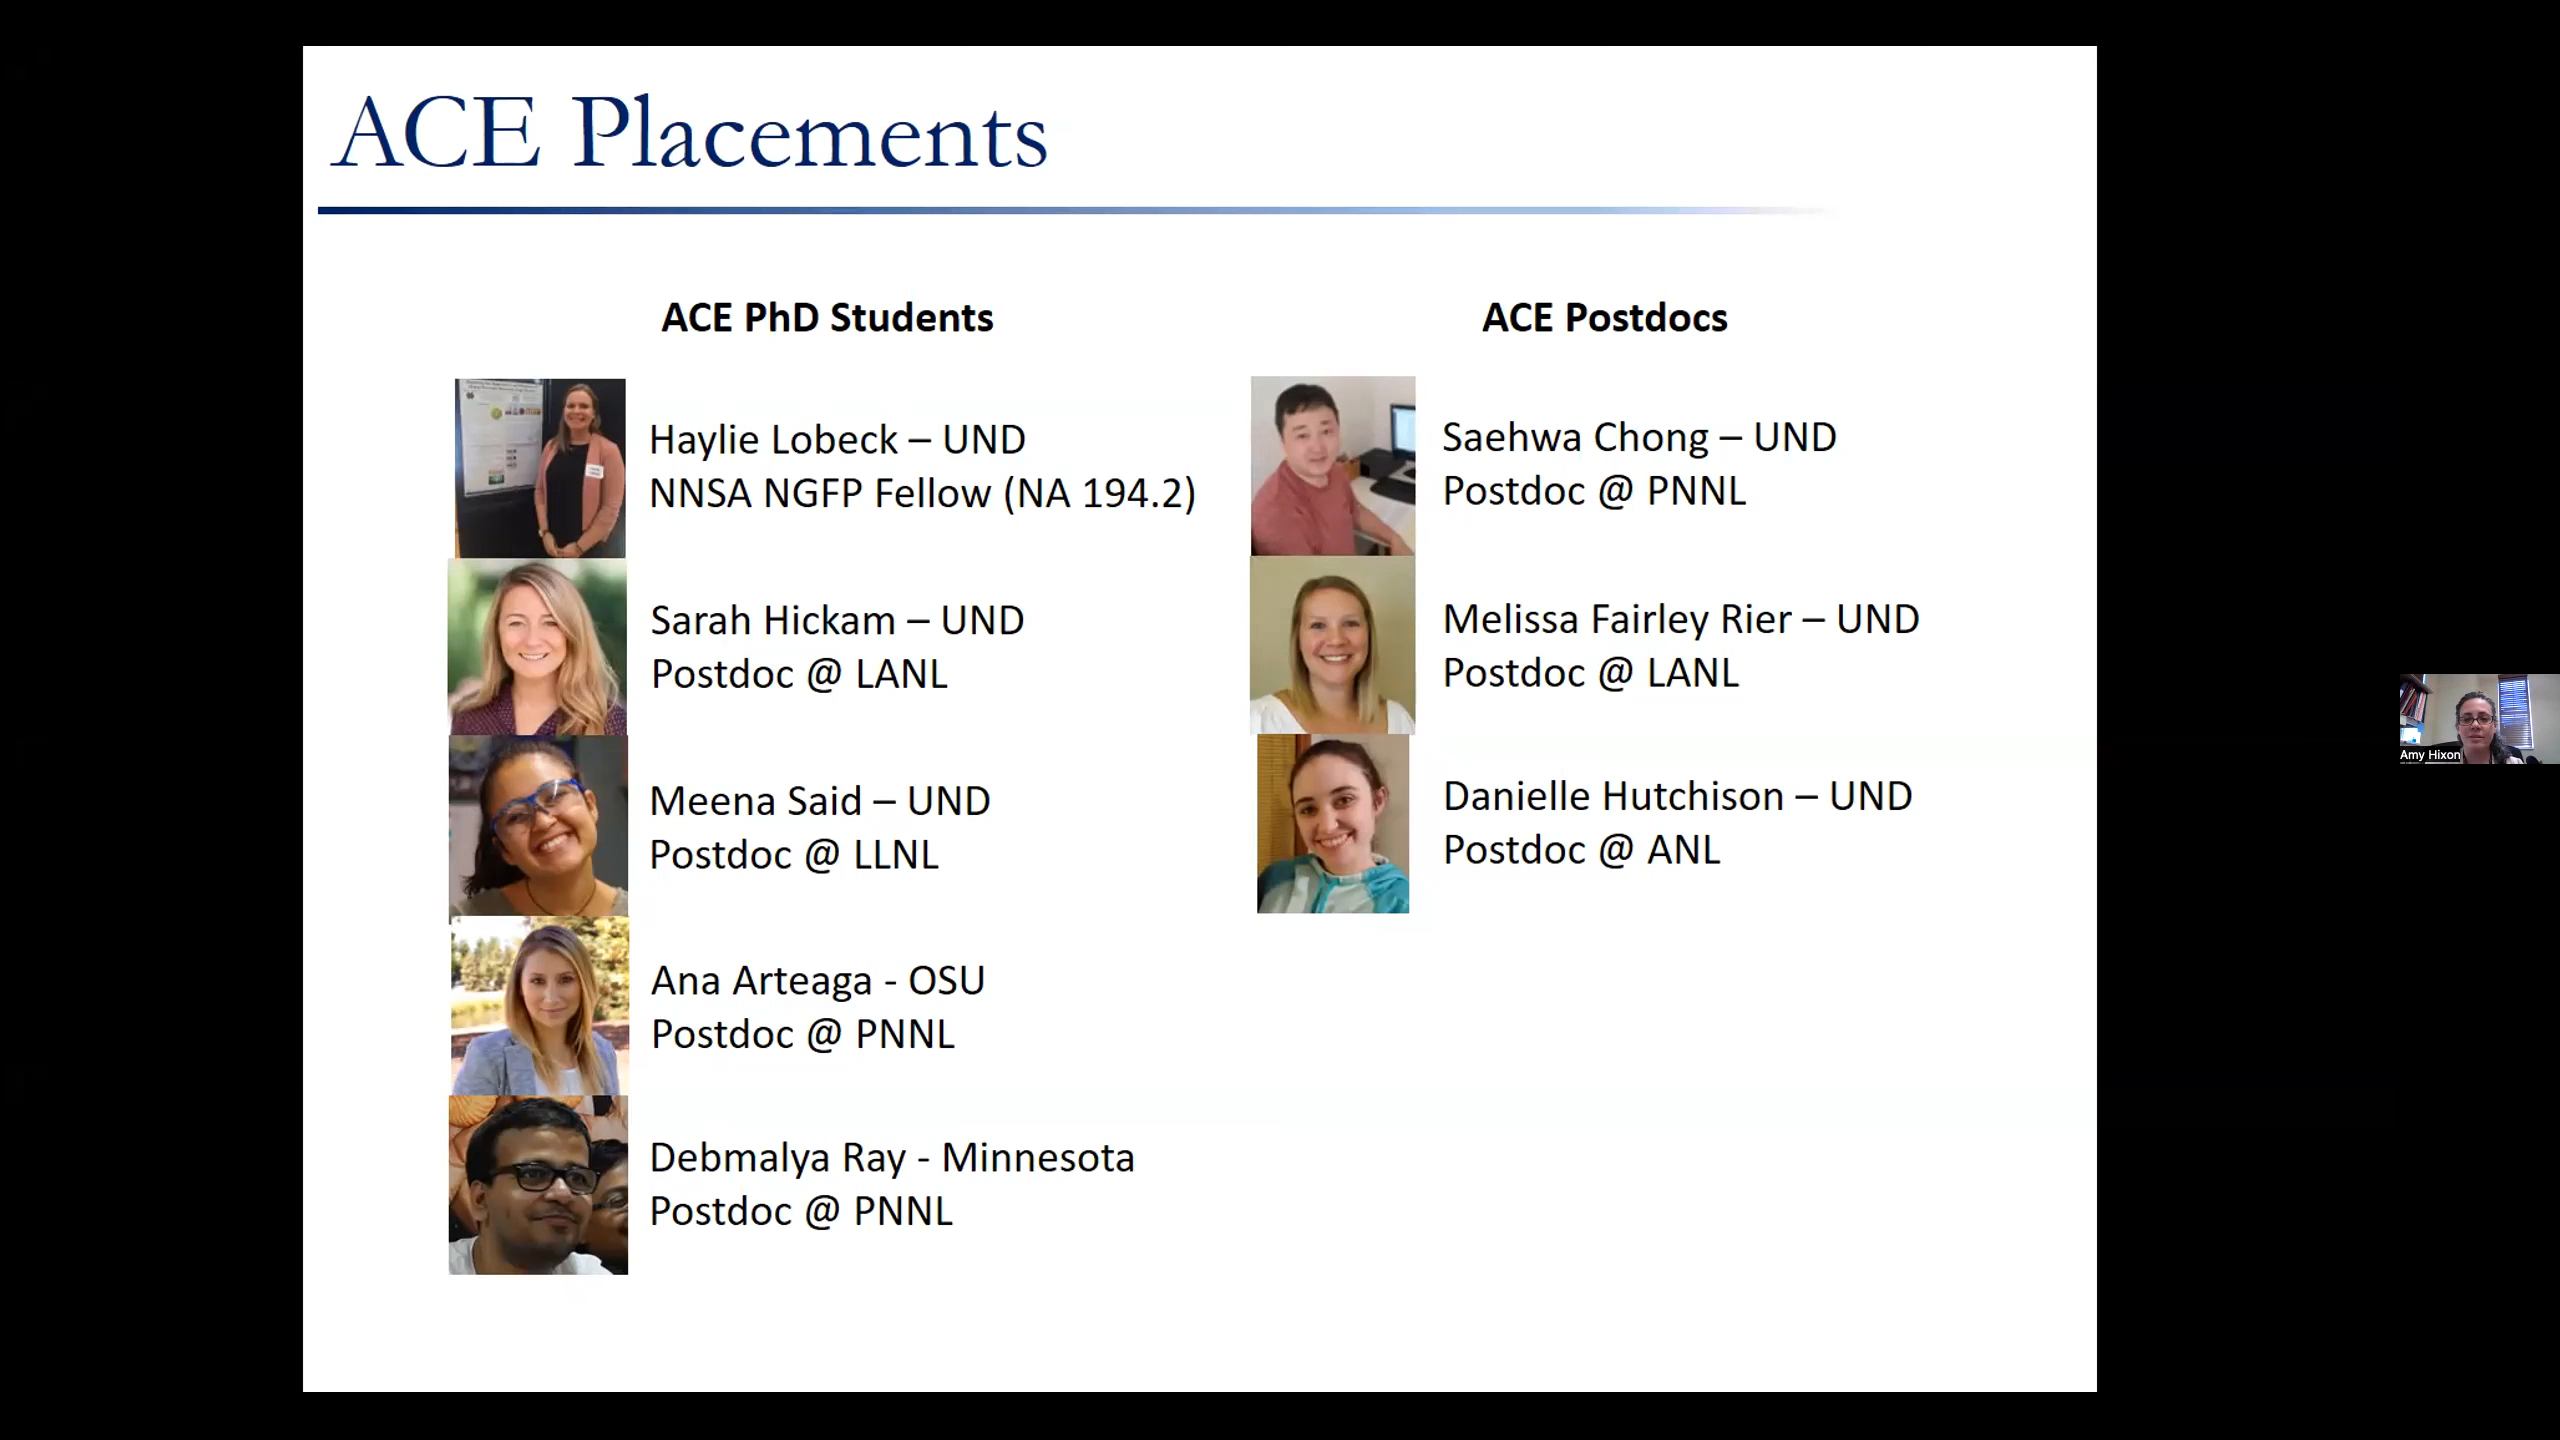 ACE Placements
ACE PhD Students
Haylie Lobeck – UND
NNSA NGFP Fellow (NA 194.2)
Sarah Hickam – UND
Postdoc @ LANL
Meena Said – UND
Postdoc @ LLNL
Ana Arteaga - OSU
Postdoc @ PNNL
Debmalya Ray - Minnesota
Postdoc @ PNNL
ACE Postdocs
Saehwa Chong – UND
Postdoc @ PNNL
Melissa Fairley Rier – UND
Postdoc @ LANL
Danielle Hutchison – UND
Postdoc @ ANL
Amy Hixon